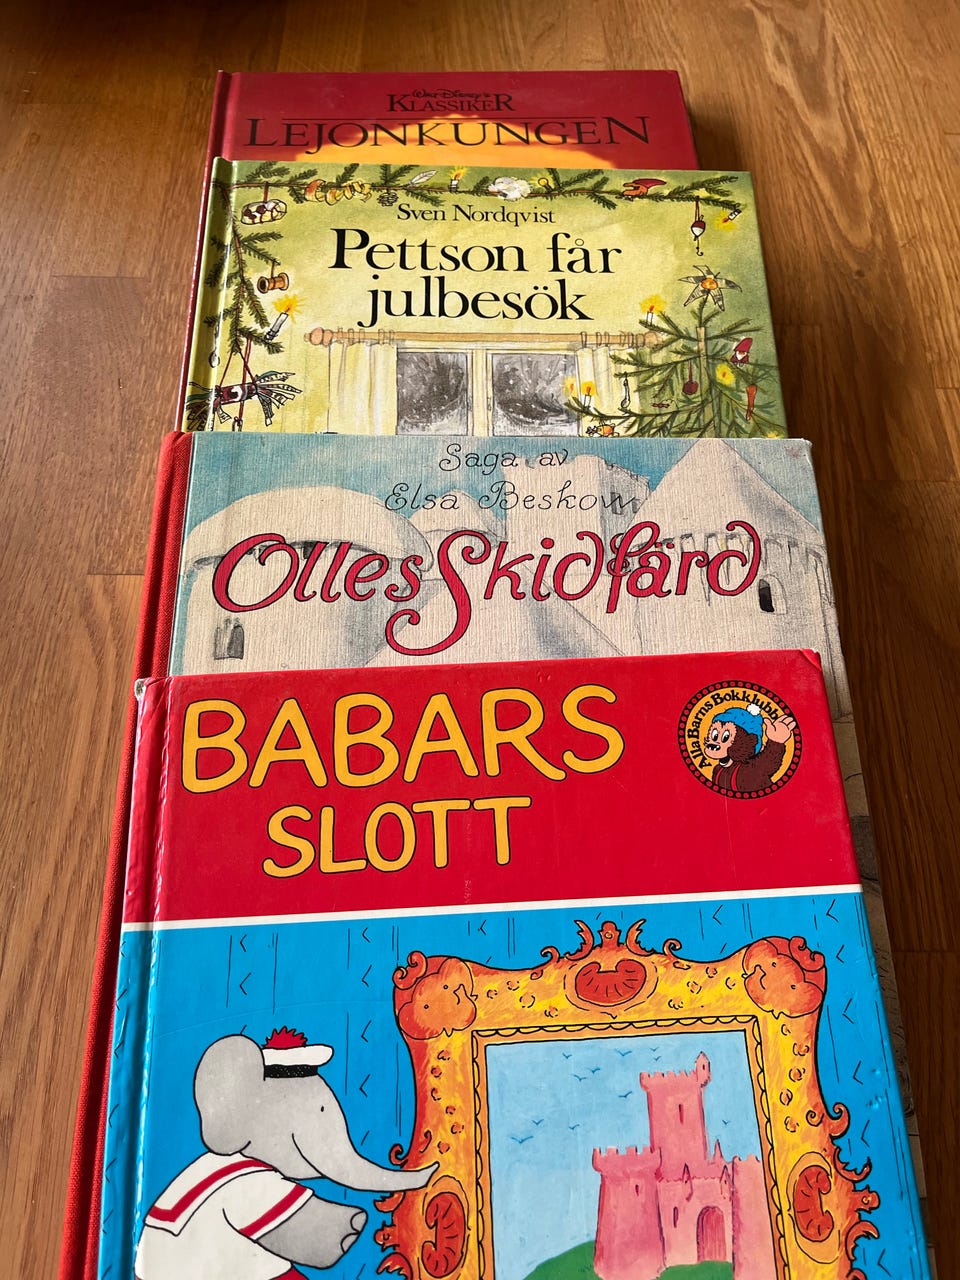 Walt Disney's
KLASSIKER
LEJONKUNGEN
Sven Nordqvist
Pettson får
julbesök
Saga av
Elsa Beskow
Olles Skidfärd
BABARS
SLOTT
Alla Barns Bokklubb